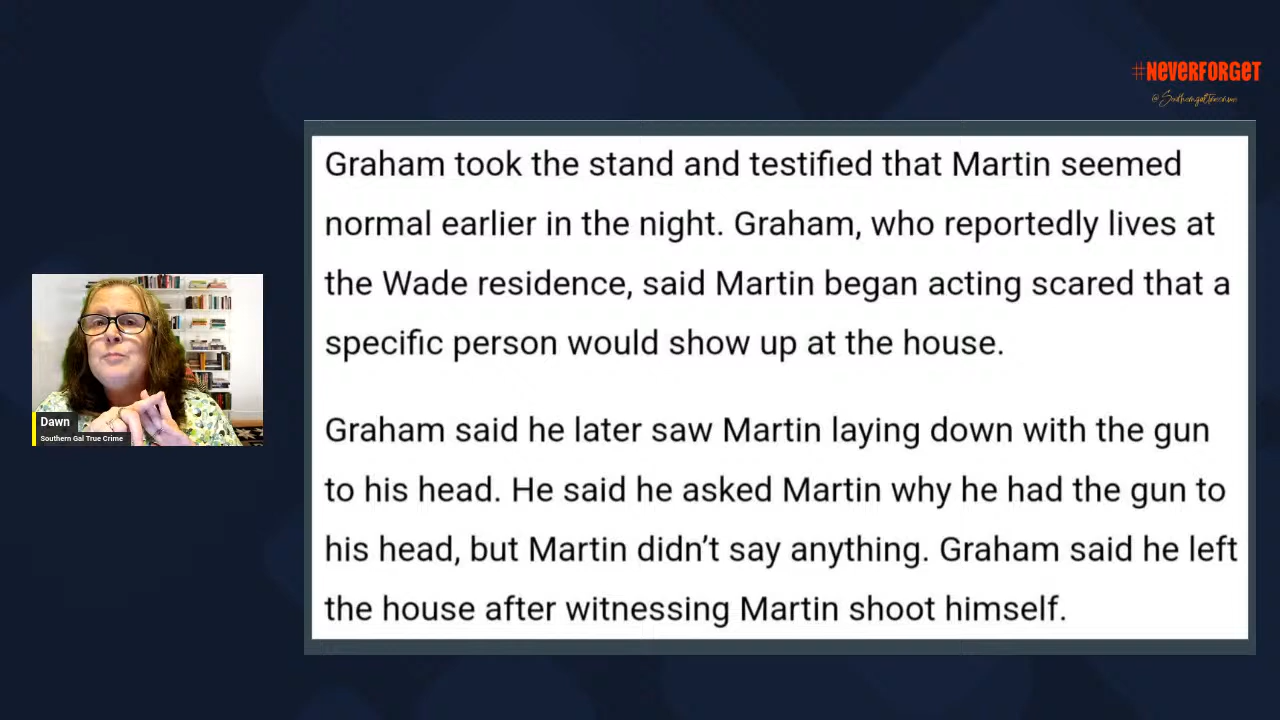 #NEVERFORGET
@Southerngaltruecrime
Graham took the stand and testified that Martin seemed
normal earlier in the night. Graham, who reportedly lives at
the Wade residence, said Martin began acting scared that a
specific person would show up at the house.
Graham said he later saw Martin laying down with the gun
to his head. He said he asked Martin why he had the gun to
his head, but Martin didn’t say anything. Graham said he left
the house after witnessing Martin shoot himself.
Dawn
Southern Gal True Crime